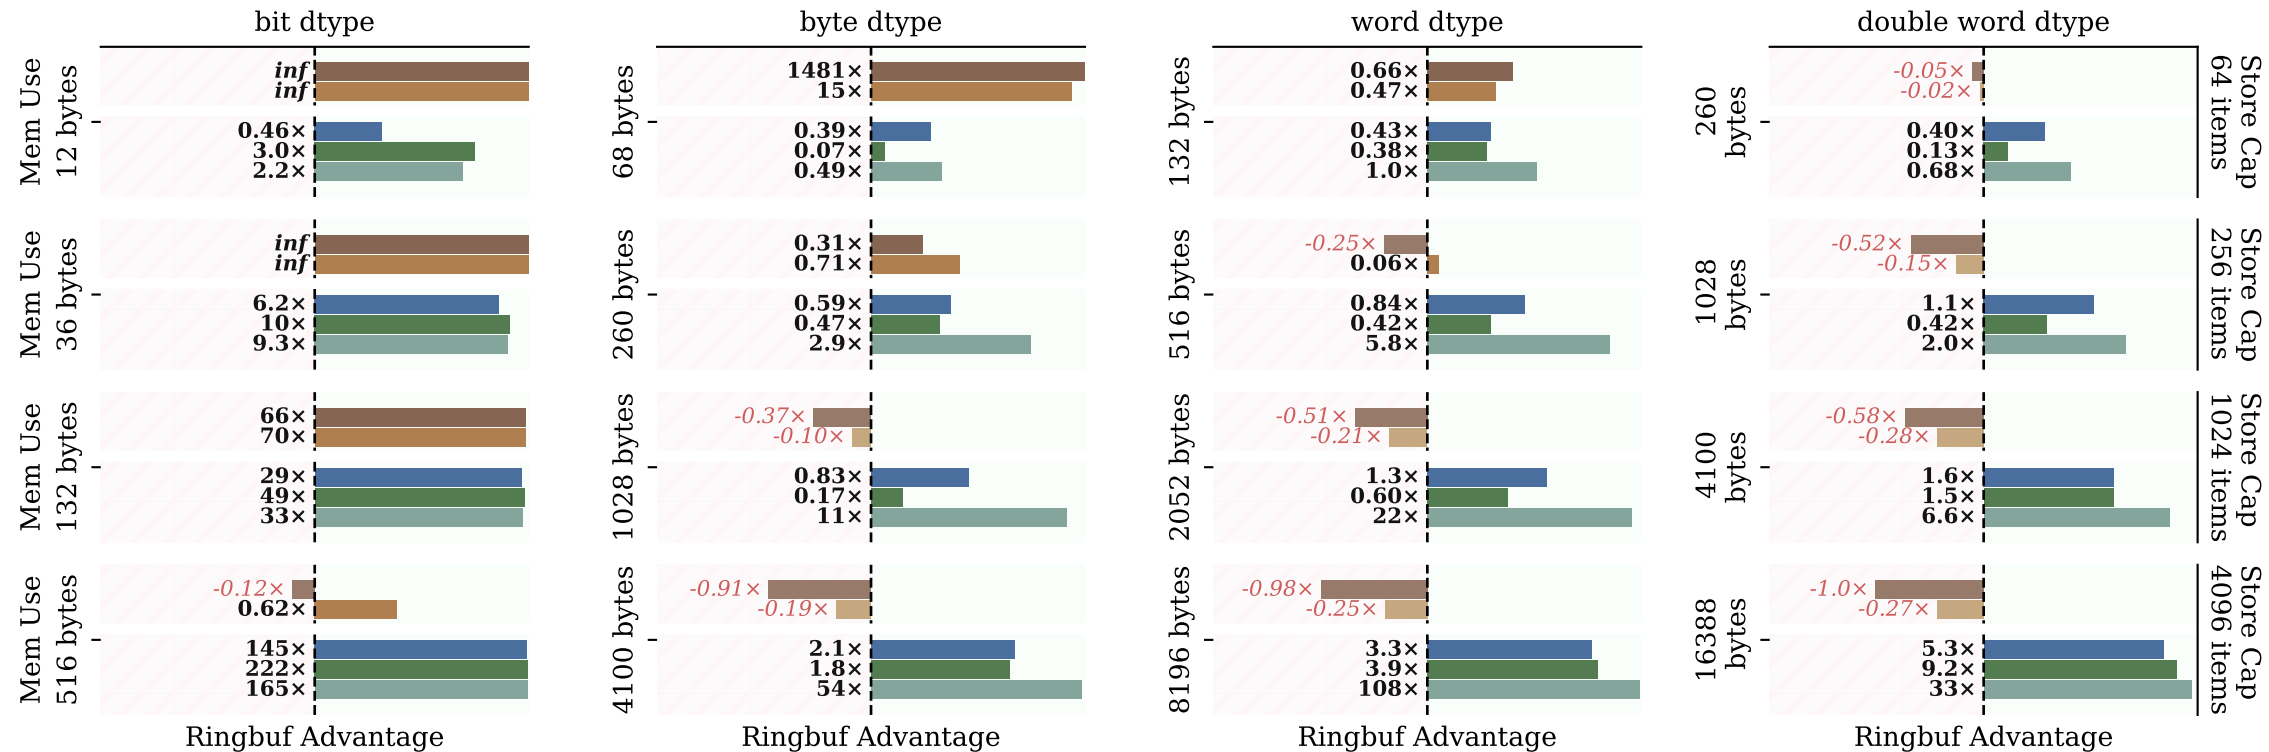 bit dtype
byte dtype
word dtype
double word dtype
Mem Use
12 bytes
inf
inf
0.46×
3.0×
2.2×
68 bytes
1481×
15×
0.39×
0.07×
0.49×
132 bytes
0.66×
0.47×
0.43×
0.38×
1.0×
260
bytes
-0.05×
-0.02×
0.40×
0.13×
0.68×
Store Cap
64 items
Mem Use
36 bytes
inf
inf
6.2×
10×
9.3×
260 bytes
0.31×
0.71×
0.59×
0.47×
2.9×
516 bytes
-0.25×
0.06×
0.84×
0.42×
5.8×
1028
bytes
-0.52×
-0.15×
1.1×
0.42×
2.0×
Store Cap
256 items
Mem Use
132 bytes
66×
70×
29×
49×
33×
1028 bytes
-0.37×
-0.10×
0.83×
0.17×
11×
2052 bytes
-0.51×
-0.21×
1.3×
0.60×
22×
4100
bytes
-0.58×
-0.28×
1.6×
1.5×
6.6×
Store Cap
1024 items
Mem Use
516 bytes
-0.12×
0.62×
145×
222×
165×
4100 bytes
-0.91×
-0.19×
2.1×
1.8×
54×
8196 bytes
-0.98×
-0.25×
3.3×
3.9×
108×
16388
bytes
-1.0×
-0.27×
5.3×
9.2×
33×
Store Cap
4096 items
Ringbuf Advantage
Ringbuf Advantage
Ringbuf Advantage
Ringbuf Advantage